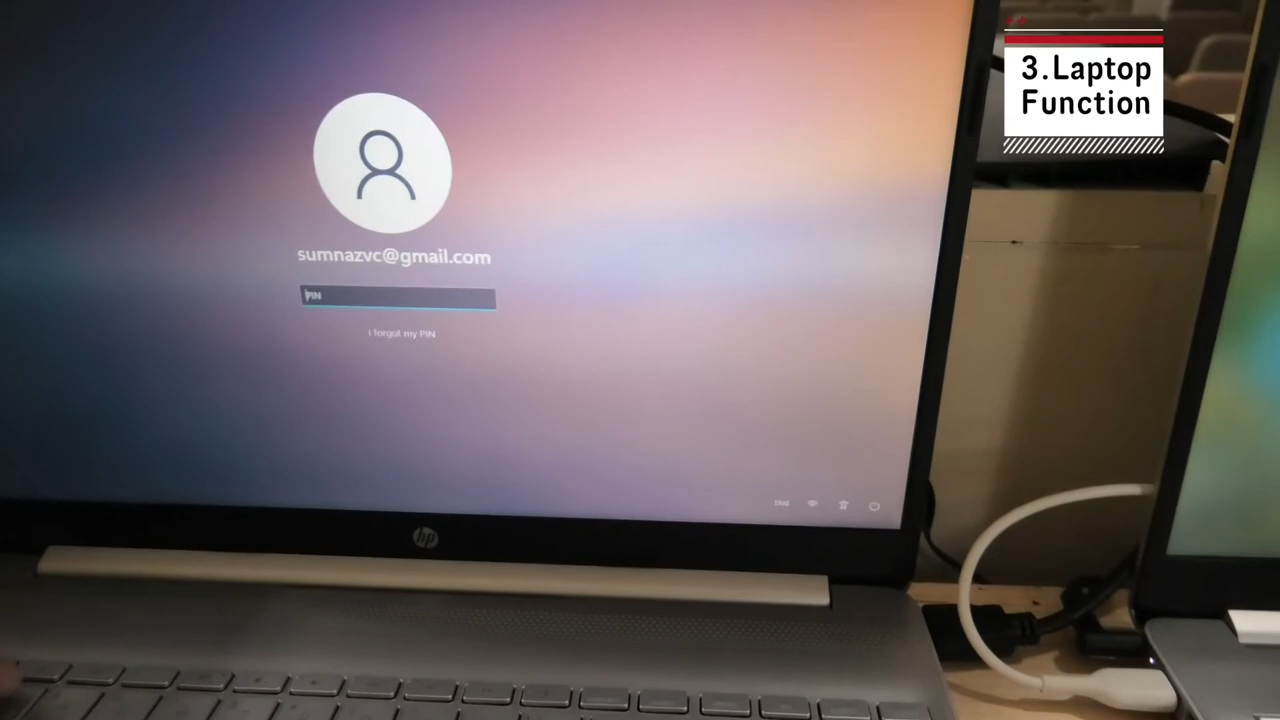 3.Laptop
Function
sumnazvc@gmail.com
PIN
I forgot my PIN
ENG
hp